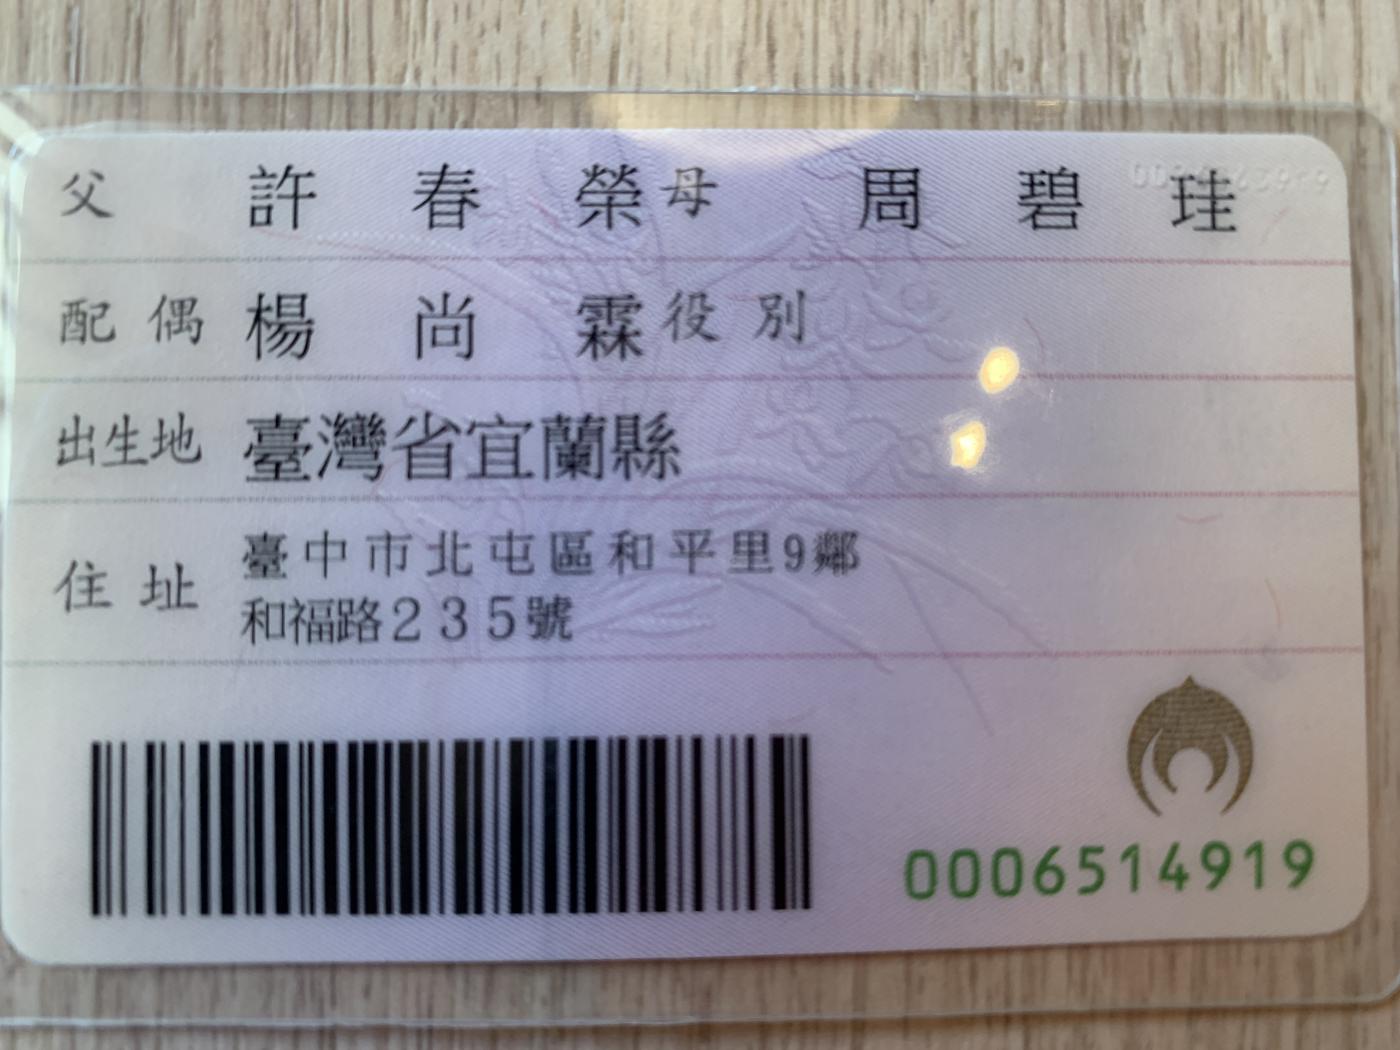 父 許春榮 母 周碧珪
配偶 楊尚霖 役別
出生地 臺灣省宜蘭縣
住址 臺中市北屯區和平里9鄰
和福路235號
0006514919